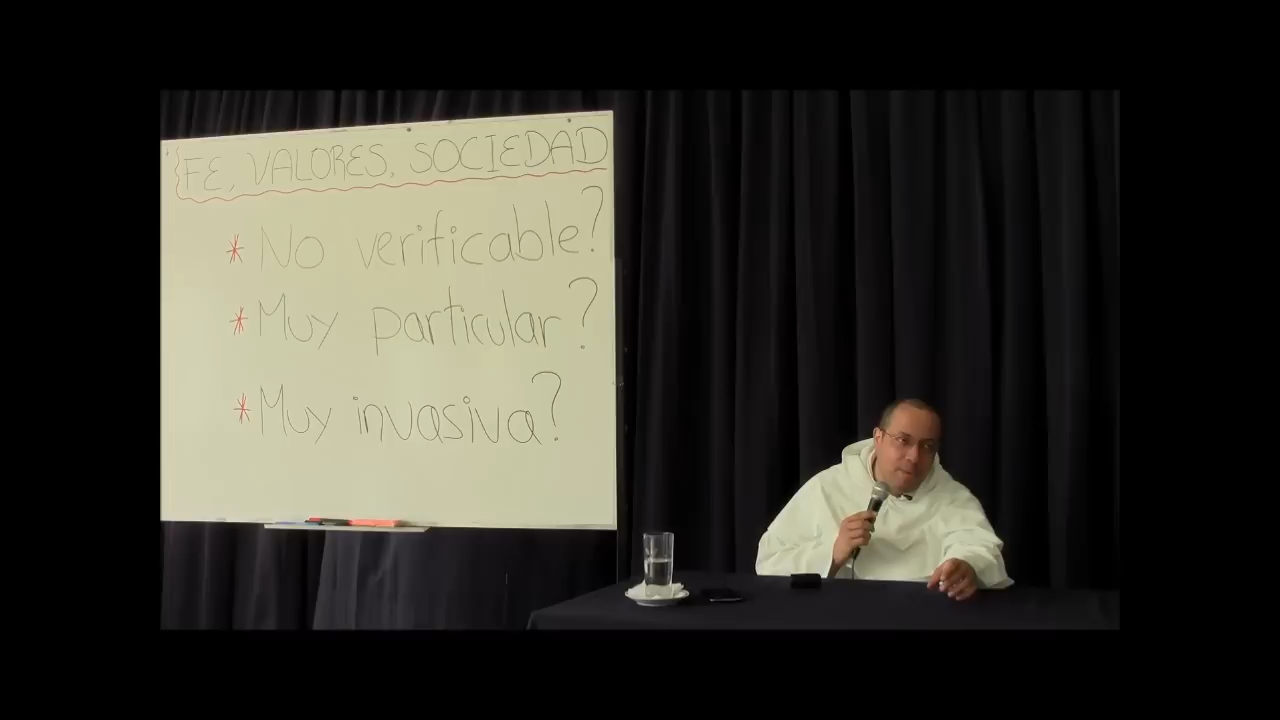 FE, VALORES, SOCIEDAD
* No verificable?
* Muy particular?
* Muy invasiva?